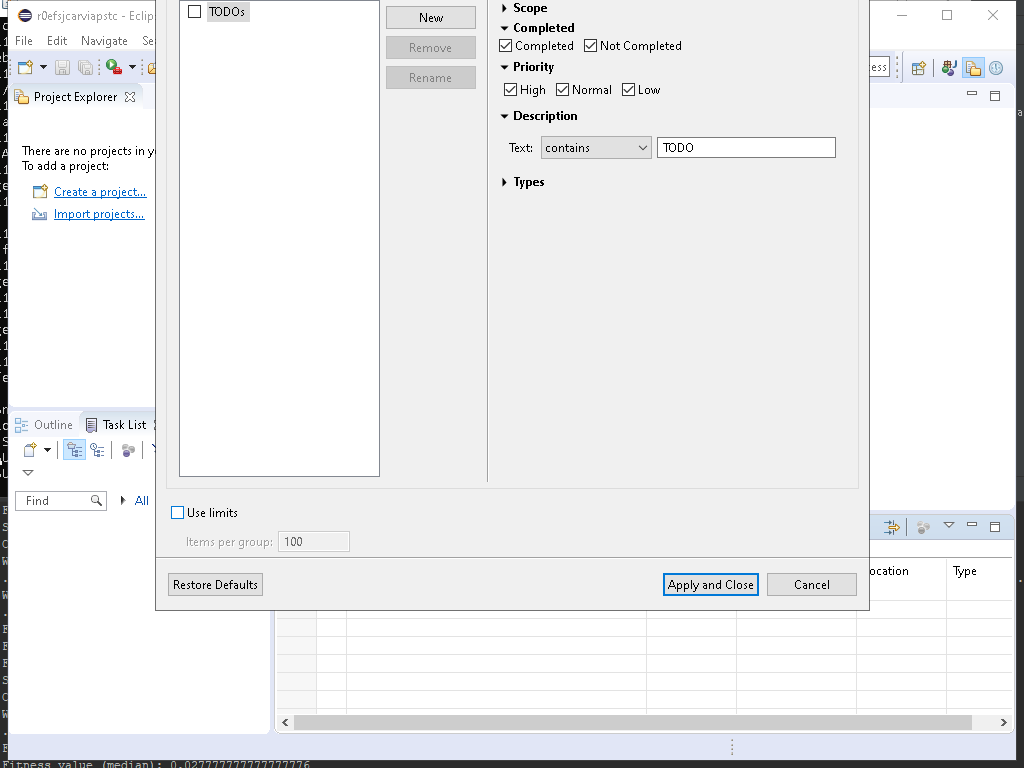 r0efsjcarviapstc - Eclip
File Edit Navigate Se
ess
Project Explorer
There are no projects in y
To add a project:
Create a project...
Import projects...
Outline Task List
Find All
TODOs
New
Remove
Rename
Scope
Completed
Completed Not Completed
Priority
High Normal Low
Description
Text: contains TODO
Types
Use limits
Items per group: 100
Restore Defaults Apply and Close Cancel
ocation Type
Fitness value (median): 0.027777777777777776